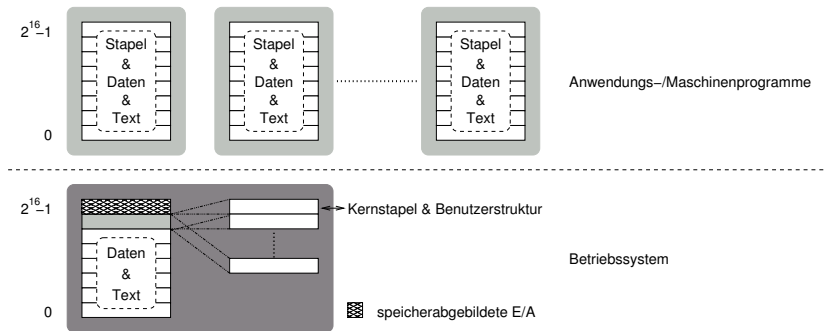 2^16−1
0
Stapel
&
Daten
&
Text
Stapel
&
Daten
&
Text
Stapel
&
Daten
&
Text
Anwendungs−/Maschinenprogramme
2^16−1
0
Daten
&
Text
Kernstapel & Benutzerstruktur
Betriebssystem
speicherabgebildete E/A